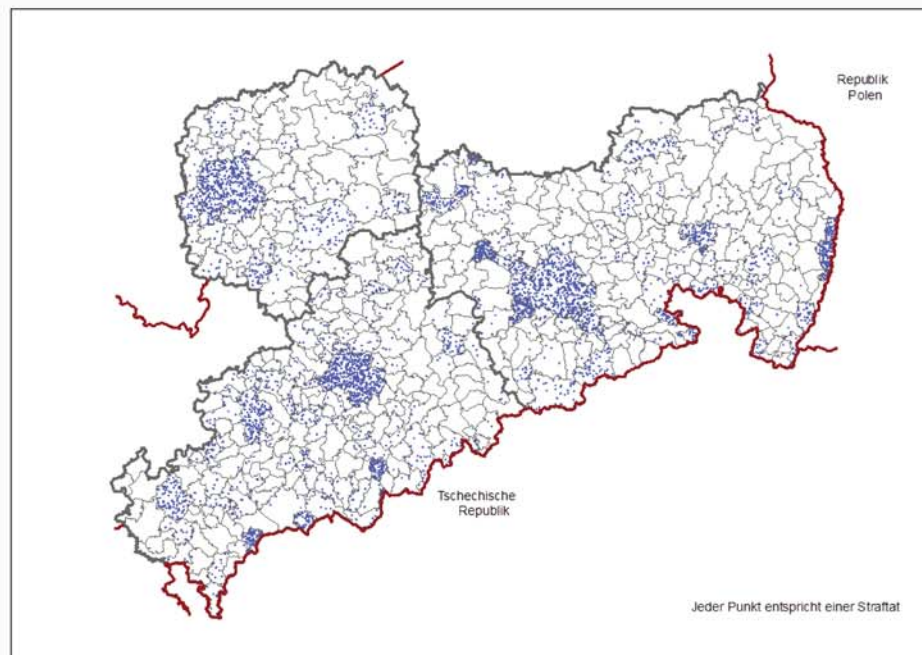 Republik
Polen
Tschechische
Republik
Jeder Punkt entspricht einer Straftat